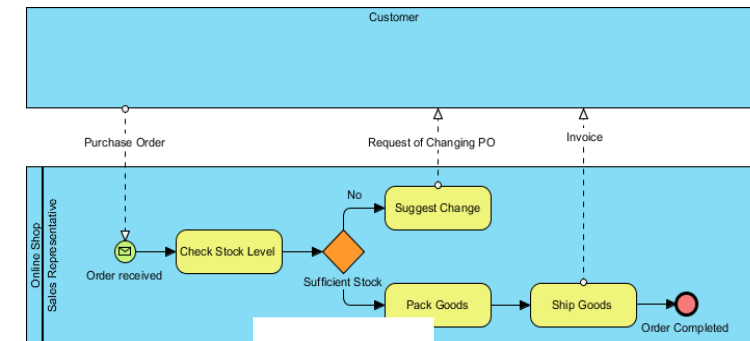 Customer
Purchase Order
Request of Changing PO
Invoice
Online Shop
Sales Representative
No
Suggest Change
Check Stock Level
Order received
Sufficient Stock
Pack Goods
Ship Goods
Order Completed